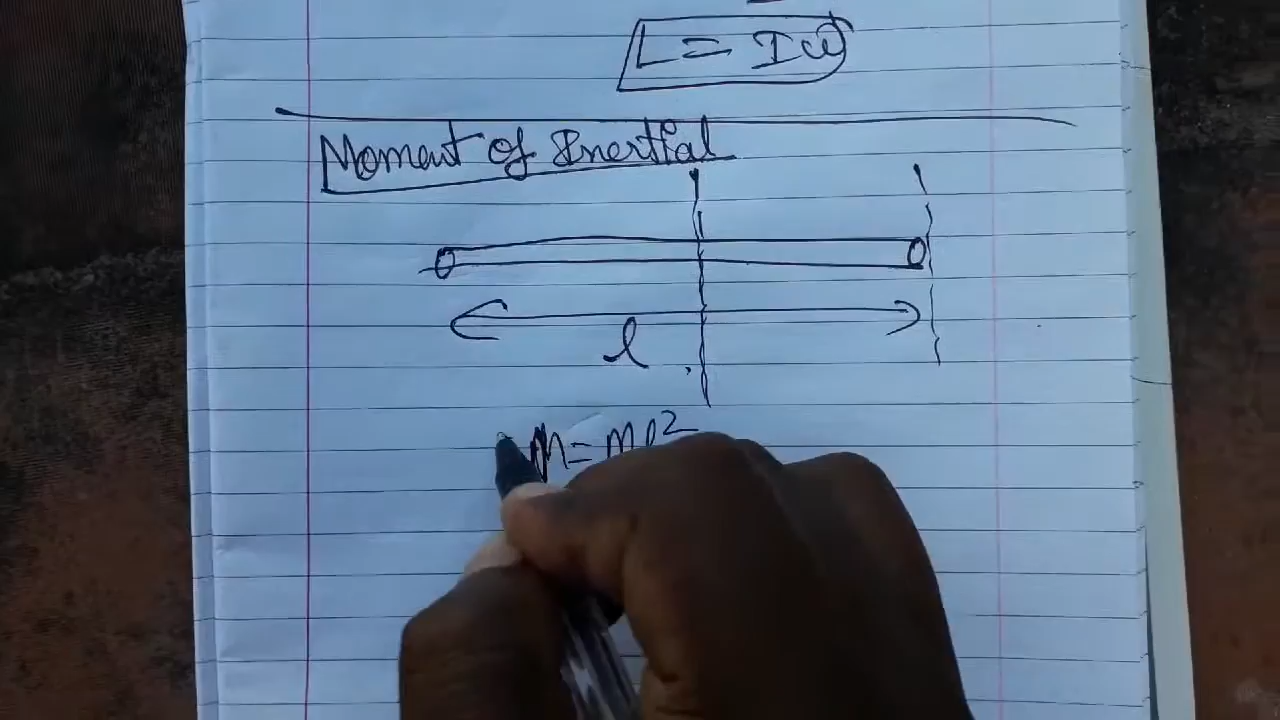 L = Iω
Moment of Inertial
l
M = ml²